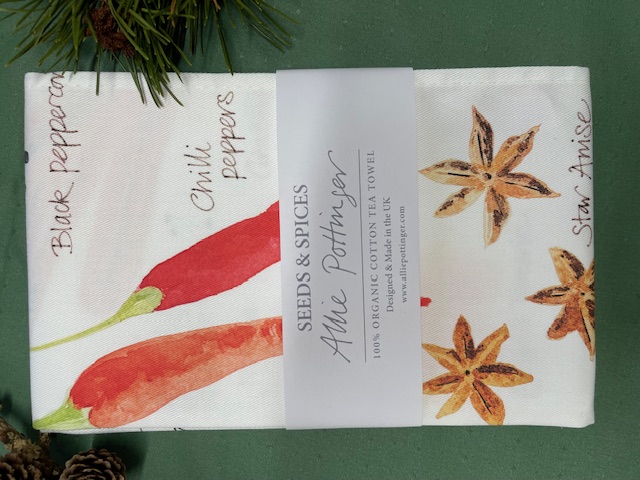 Black peppercor
Chilli
peppers
SEEDS & SPICES
Allie Pottinger
100% ORGANIC COTTON TEA TOWEL
Designed & Made in the UK
www.alliepottinger.com
Star Anise